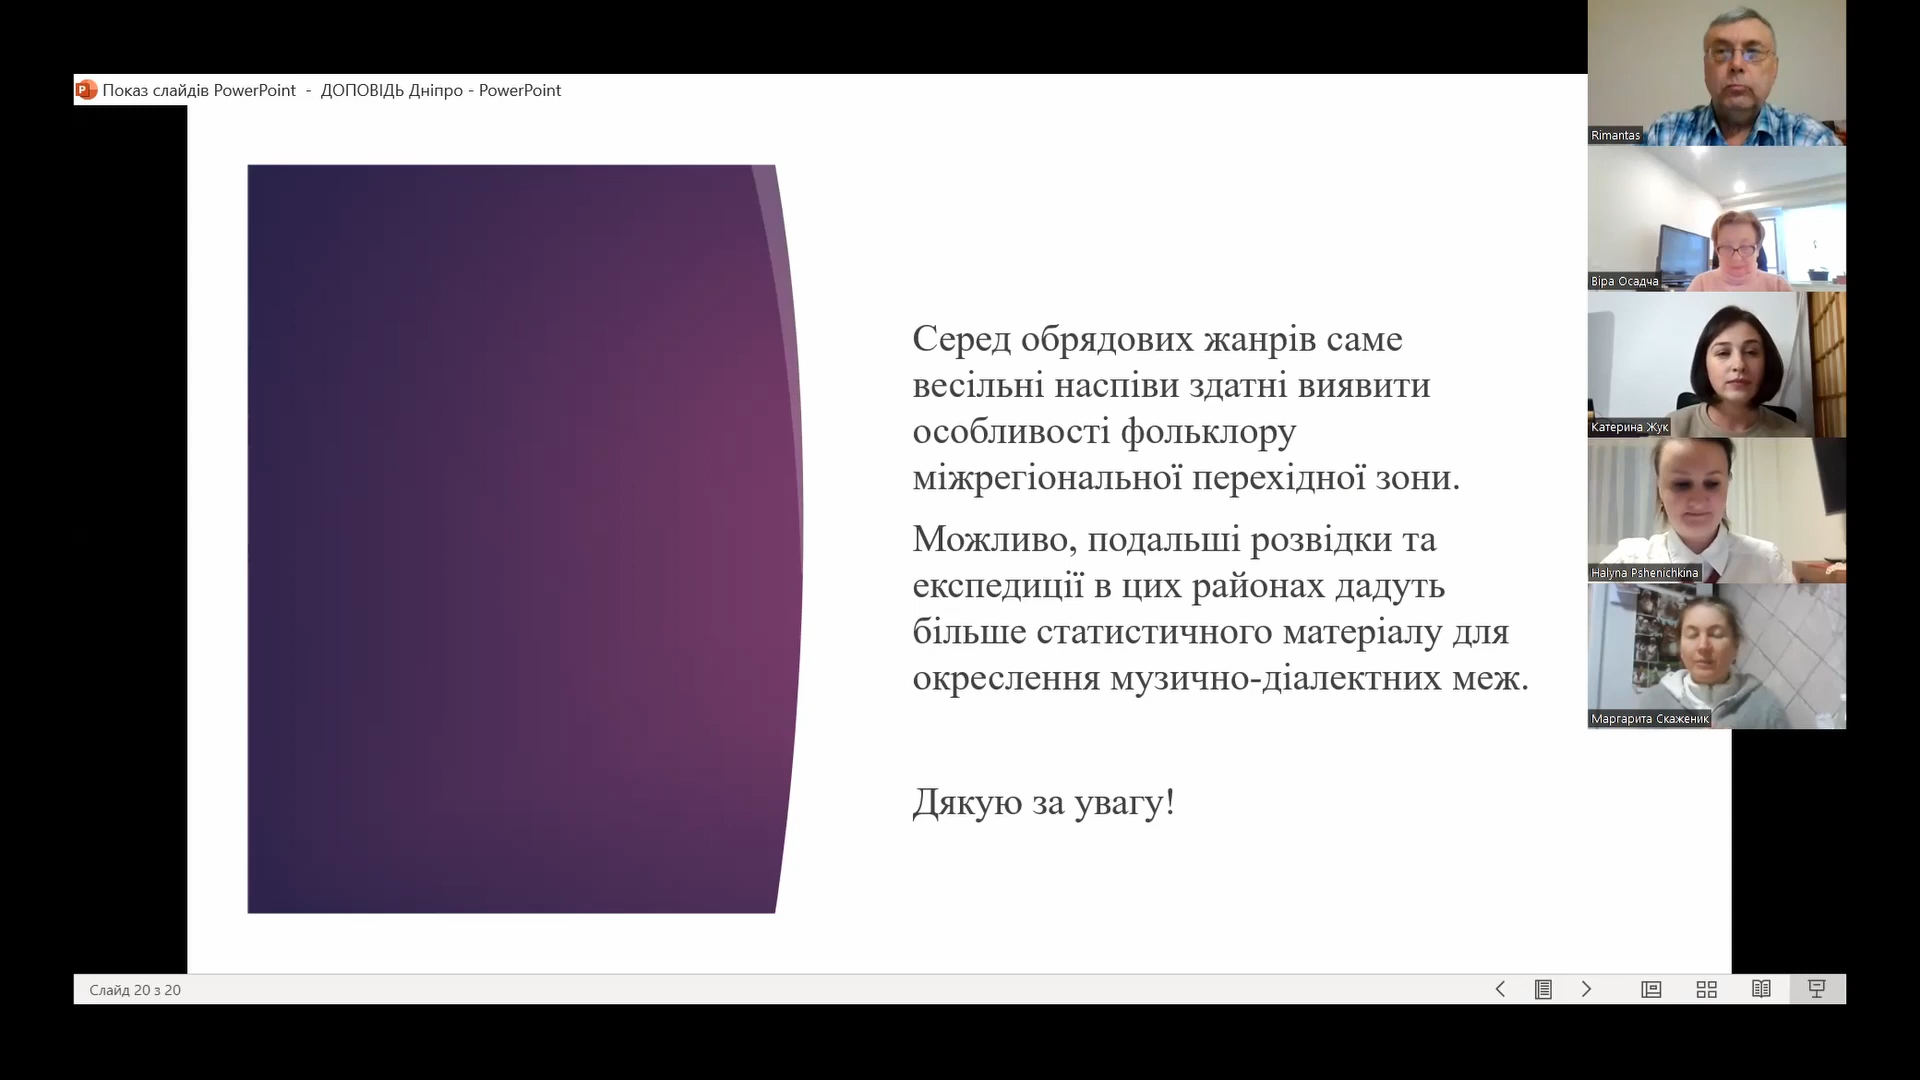 Показ слайдів PowerPoint - ДОПОВІДЬ Дніпро - PowerPoint
Серед обрядових жанрів саме
весільні наспіви здатні виявити
особливості фольклору
міжрегіональної перехідної зони.
Можливо, подальші розвідки та
експедиції в цих районах дадуть
більше статистичного матеріалу для
окреслення музично-діалектних меж.
Дякую за увагу!
Rimantas
Віра Осадча
Катерина Жук
Halyna Pshenichkina
Маргарита Скаженик
Слайд 20 з 20